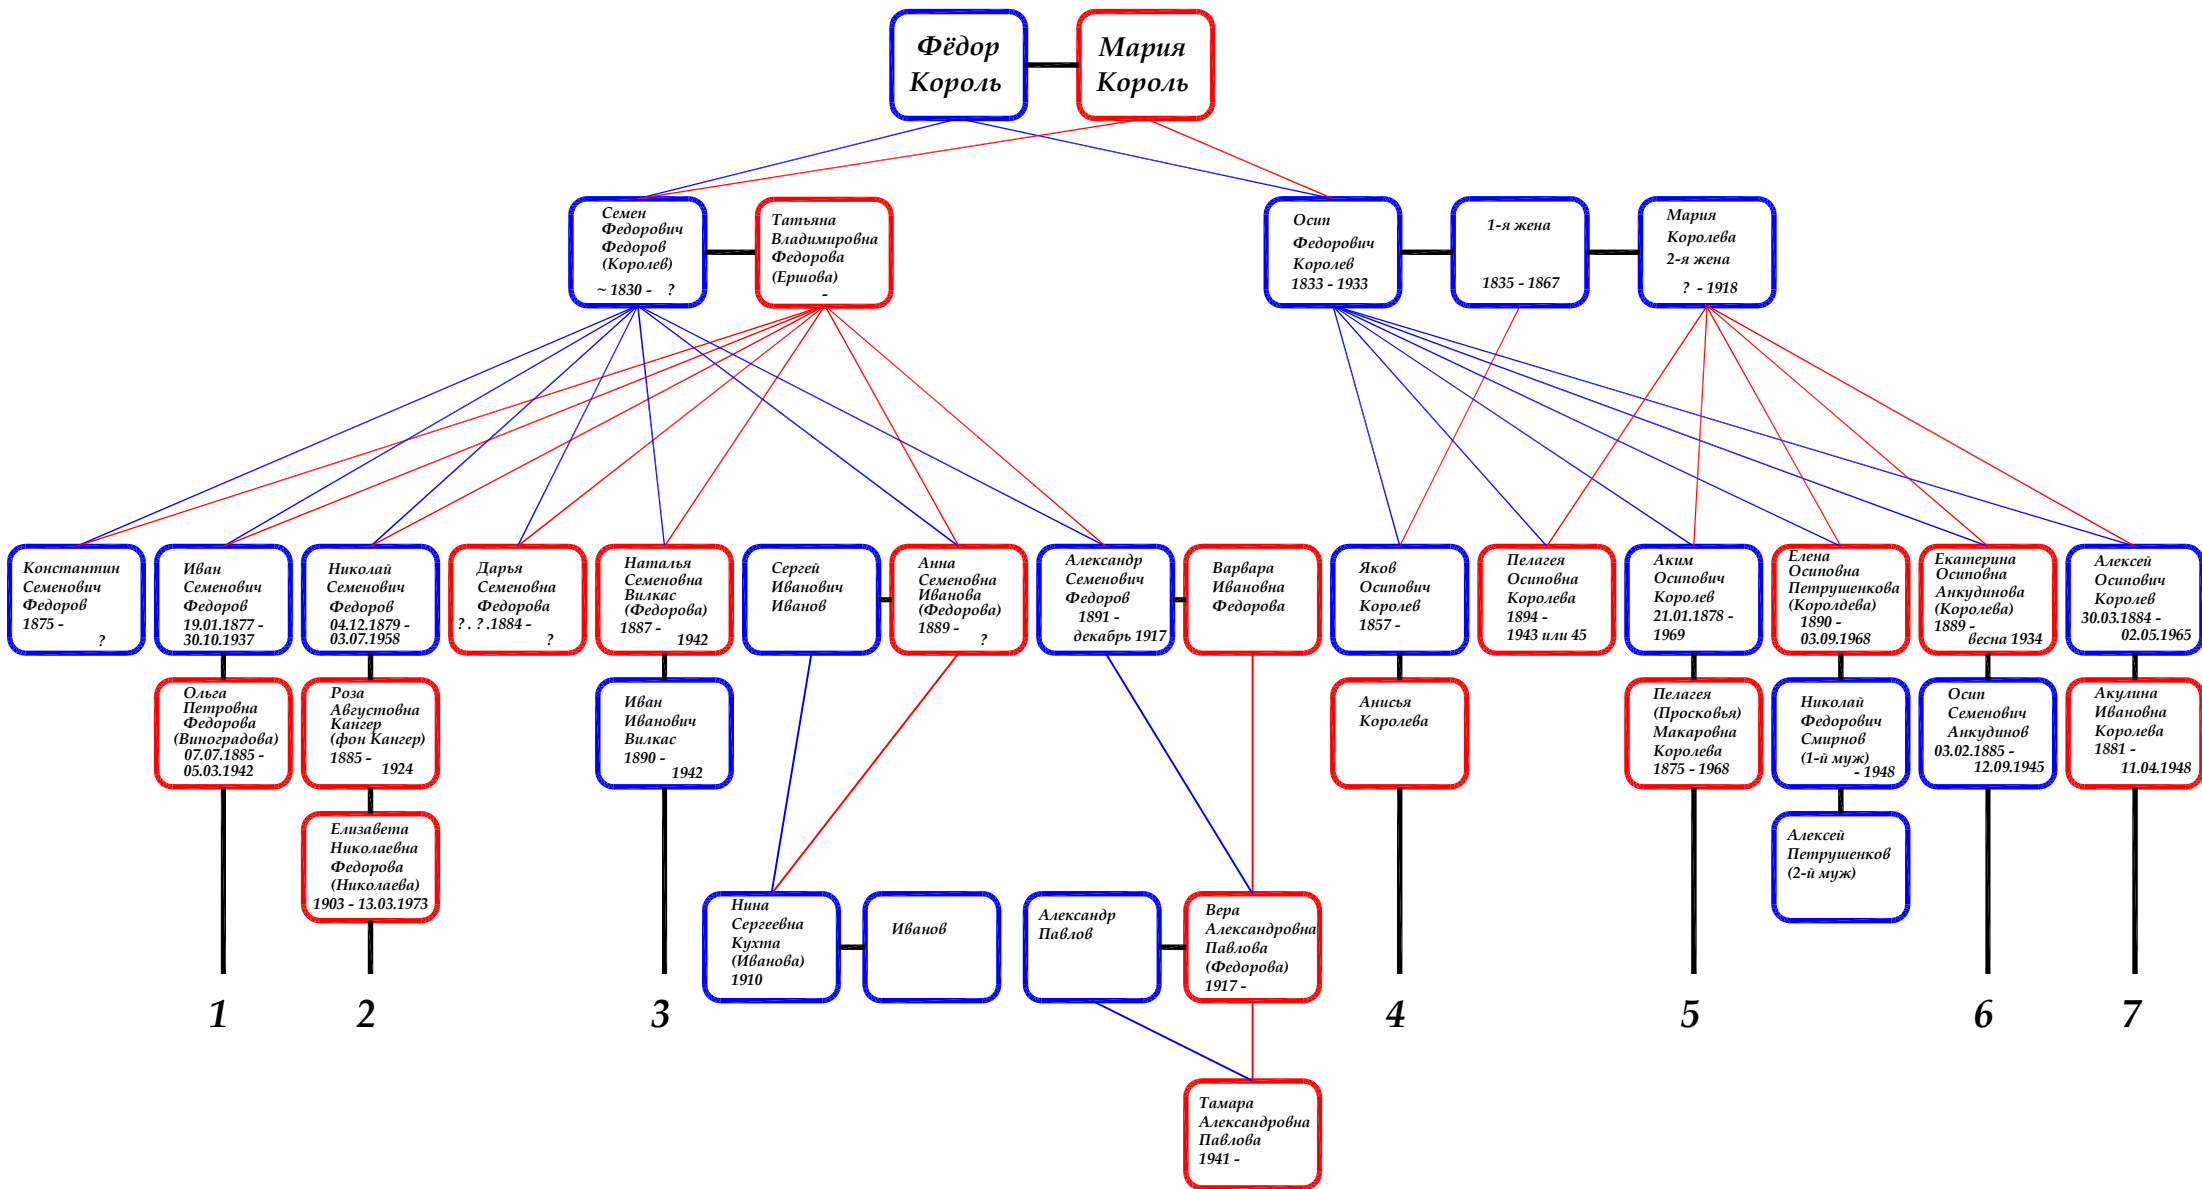 Фёдор
Король
Мария
Король
Семен
Федорович
Федоров
(Королев)
~ 1830 - ?
Татьяна
Владимировна
Федорова
(Ершова)
-
Осип
Федорович
Королев
1833 - 1933
1-я жена
1835 - 1867
Мария
Королева
2-я жена
? - 1918
Константин
Семенович
Федоров
1875 -
?
Иван
Семенович
Федоров
19.01.1877 -
30.10.1937
Николай
Семенович
Федоров
04.12.1879 -
03.07.1958
Дарья
Семеновна
Федорова
? . ? .1884 -
?
Наталья
Семеновна
Вилкас
(Федорова)
1887 -
1942
Сергей
Иванович
Иванов
Анна
Семеновна
Иванова
(Федорова)
1889 -
?
Александр
Семенович
Федоров
1891 -
декабрь 1917
Варвара
Ивановна
Федорова
Яков
Осипович
Королев
1857 -
Пелагея
Осиповна
Королева
1894 -
1943 или 45
Аким
Осипович
Королев
21.01.1878 -
1969
Елена
Осиповна
Петрушенкова
(Королдева)
1890 -
03.09.1968
Екатерина
Осиповна
Анкудинова
(Королева)
1889 -
весна 1934
Алексей
Осипович
Королев
30.03.1884 -
02.05.1965
Ольга
Петровна
Федорова
(Виноградова)
07.07.1885 -
05.03.1942
Роза
Августовна
Кангер
(фон Кангер)
1885 -
1924
Иван
Иванович
Вилкас
1890 -
1942
Анисья
Королева
Пелагея
(Просковья)
Макаровна
Королева
1875 - 1968
Николай
Федорович
Смирнов
(1-й муж)
- 1948
Осип
Семенович
Анкудинов
03.02.1885 -
12.09.1945
Акулина
Ивановна
Королева
1881 -
11.04.1948
Елизавета
Николаевна
Федорова
(Николаева)
1903 - 13.03.1973
Алексей
Петрушенков
(2-й муж)
Нина
Сергеевна
Кухта
(Иванова)
1910
Иванов
Александр
Павлов
Вера
Александровна
Павлова
(Федорова)
1917 -
1
2
3
4
5
6
7
Тамара
Александровна
Павлова
1941 -